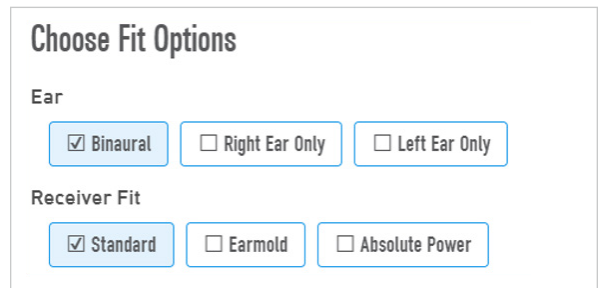 Choose Fit Options
Ear
☑ Binaural ☐ Right Ear Only ☐ Left Ear Only
Receiver Fit
☑ Standard ☐ Earmold ☐ Absolute Power